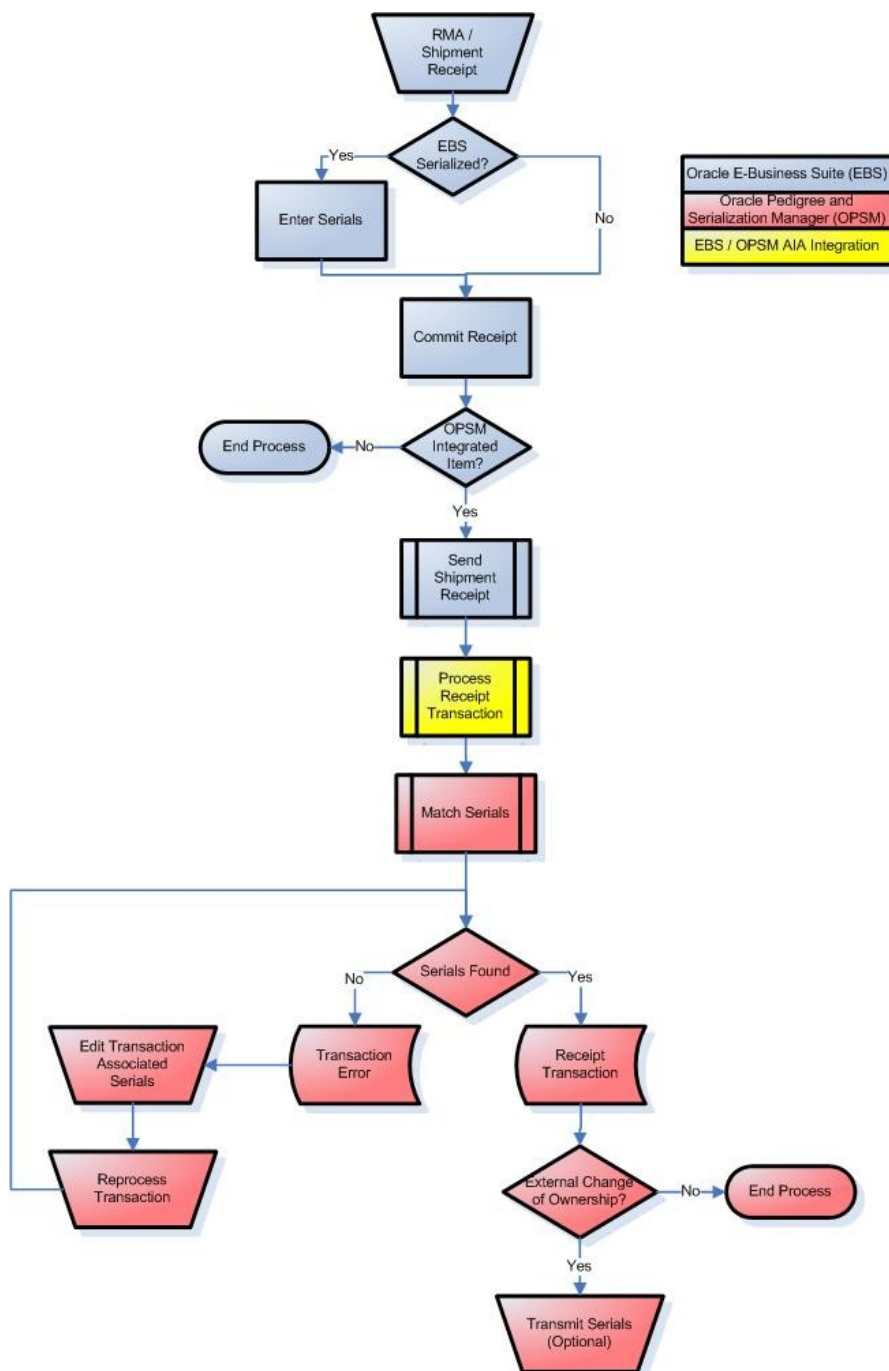 RMA /
Shipment
Receipt
EBS
Serialized?
Yes
No
Enter Serials
Oracle E-Business Suite (EBS)
Oracle Pedigree and
Serialization Manager (OPSM)
EBS / OPSM AIA Integration
Commit Receipt
OPSM
Integrated
Item?
No
End Process
Yes
Send
Shipment
Receipt
Process
Receipt
Transaction
Match Serials
Serials Found
No
Yes
Edit Transaction
Associated
Serials
Transaction
Error
Receipt
Transaction
Reprocess
Transaction
External Change
of Ownership?
No
End Process
Yes
Transmit Serials
(Optional)